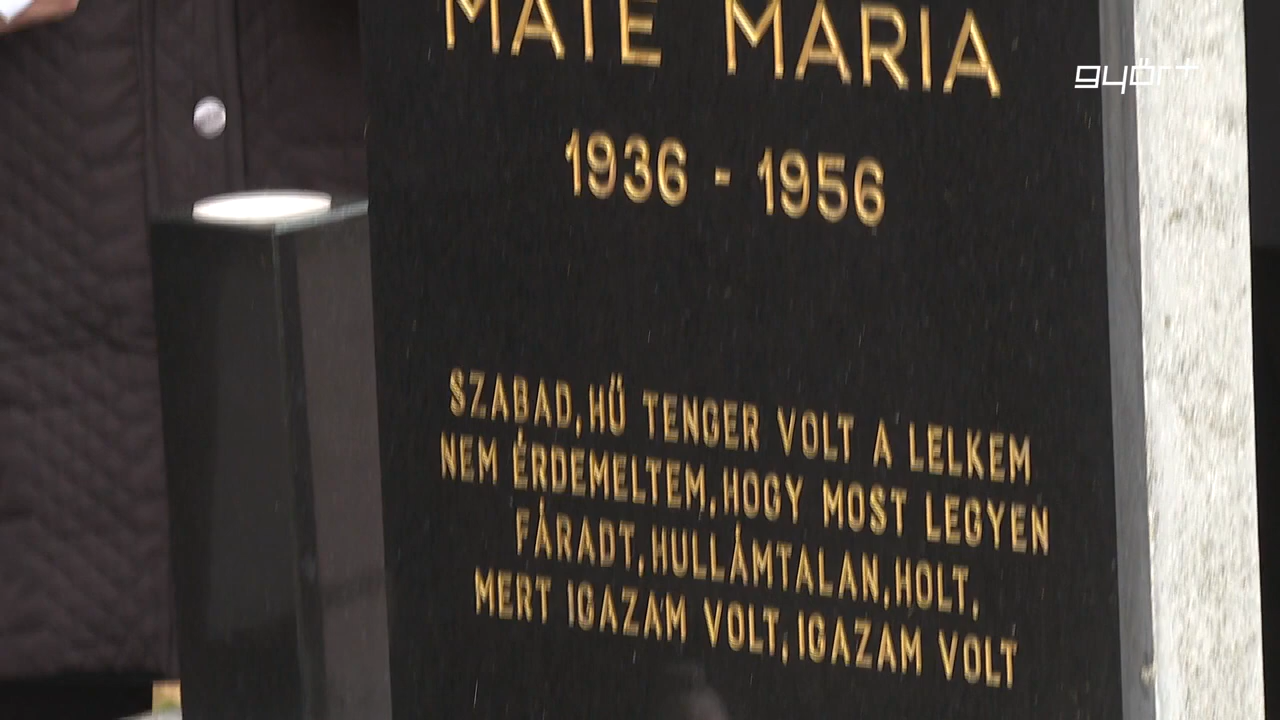 MÁTÉ MÁRIA
győr+
1936 - 1956
SZABAD, HŰ TENGER VOLT A LELKEM
NEM ÉRDEMELTEM, HOGY MOST LEGYEN
FÁRADT, HULLÁMTALAN, HOLT,
MERT IGAZAM VOLT, IGAZAM VOLT